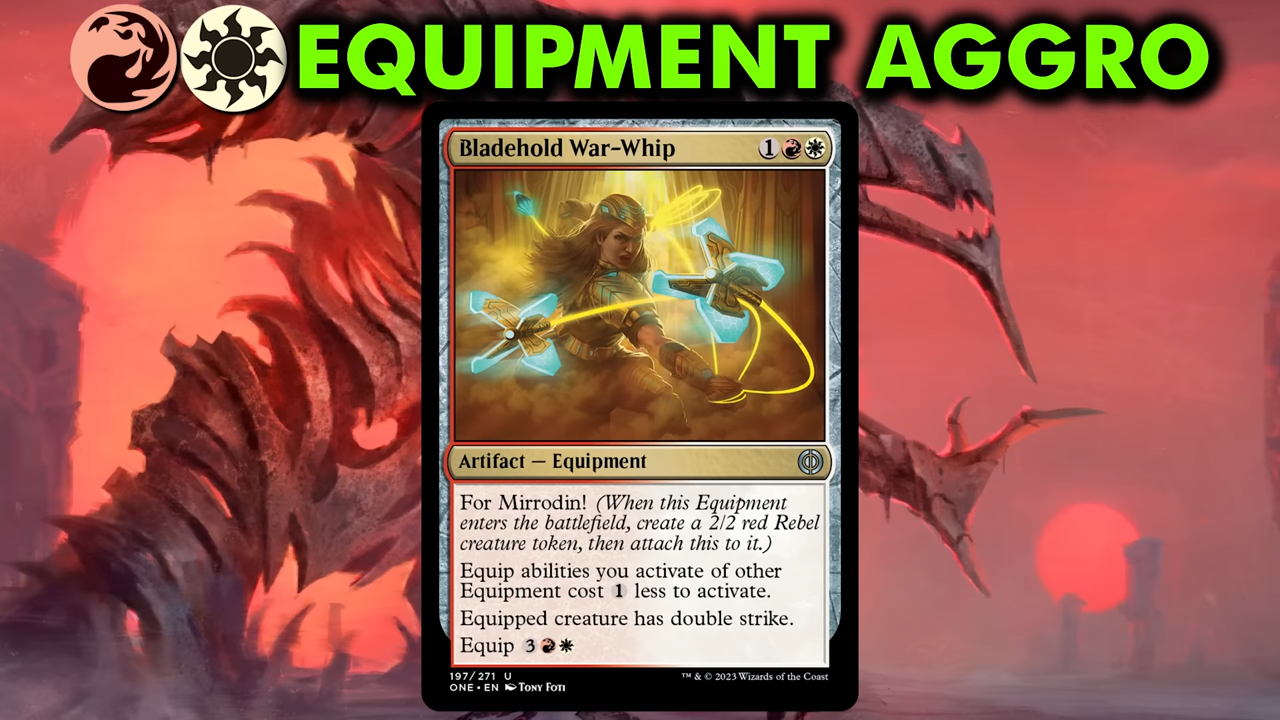 EQUIPMENT AGGRO
Bladehold War-Whip 1
Artifact — Equipment
For Mirrodin! (When this Equipment
enters the battlefield, create a 2/2 red Rebel
creature token, then attach this to it.)
Equip abilities you activate of other
Equipment cost 1 less to activate.
Equipped creature has double strike.
Equip 3
197/271 U
ONE • EN Tony Foti
™ & © 2023 Wizards of the Coast